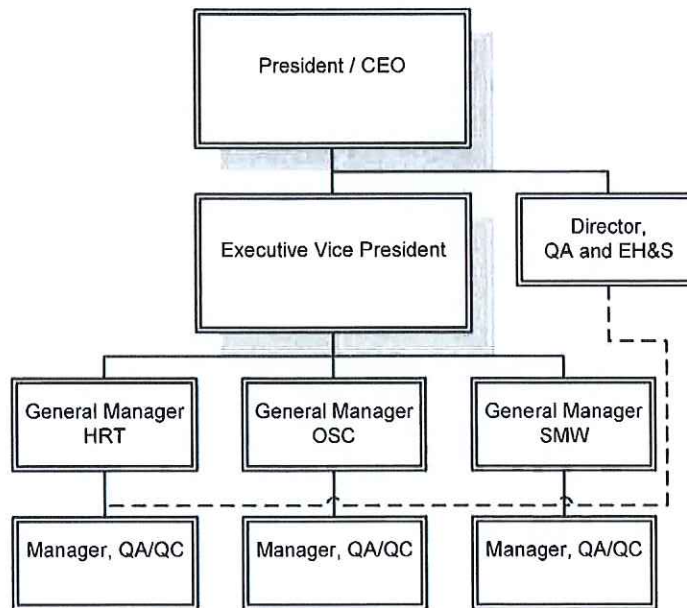 President / CEO
Executive Vice President
Director,
QA and EH&S
General Manager
HRT
General Manager
OSC
General Manager
SMW
Manager, QA/QC
Manager, QA/QC
Manager, QA/QC